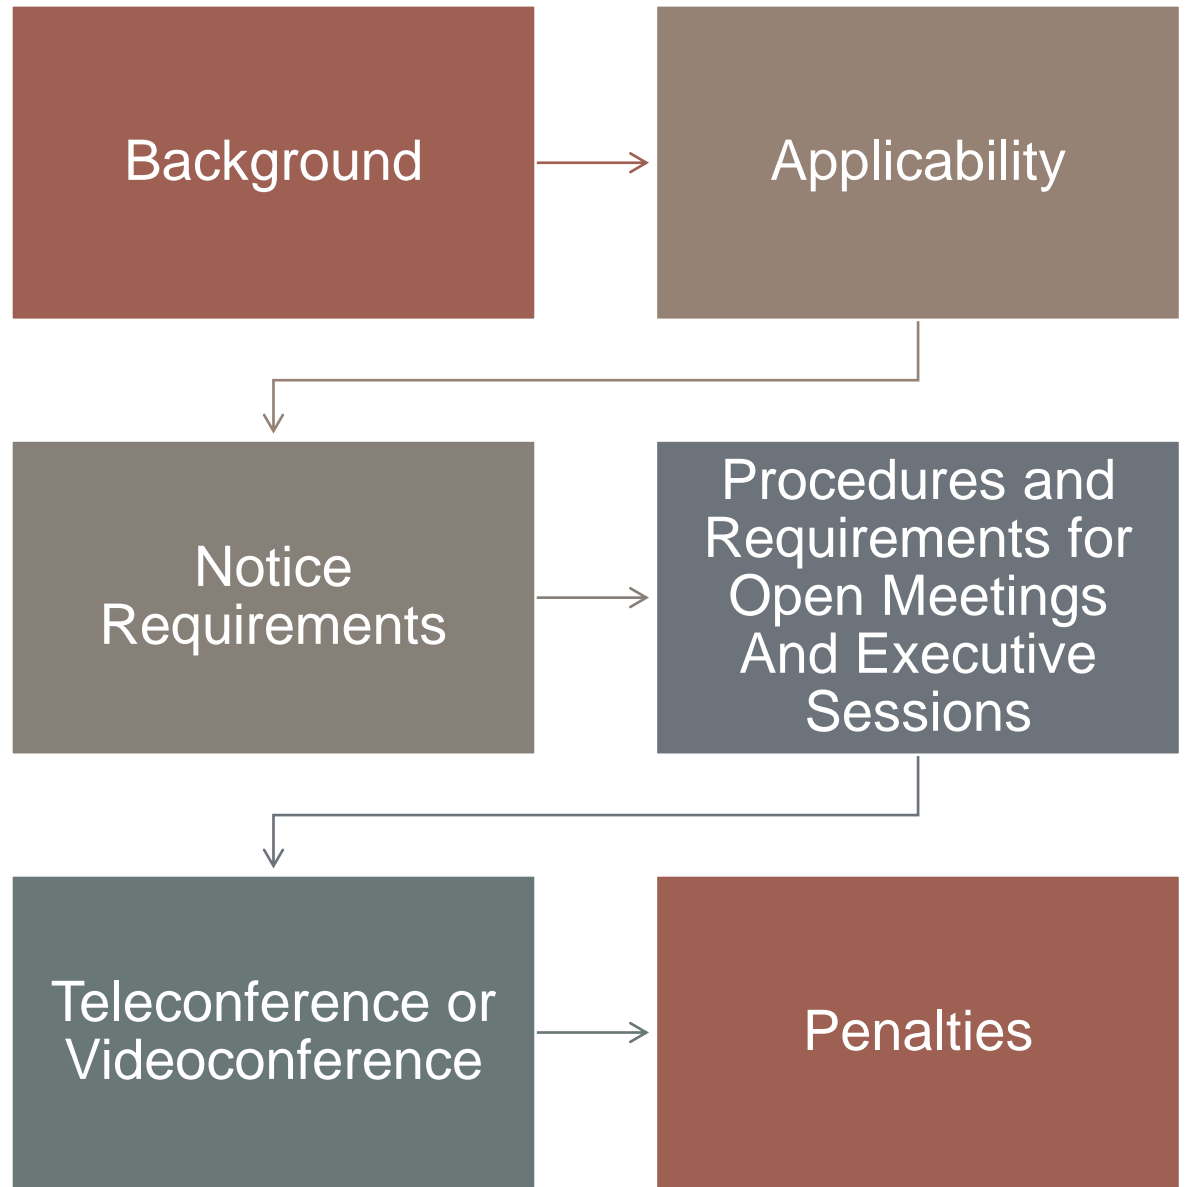 Background
Applicability
Notice
Requirements
Procedures and
Requirements for
Open Meetings
And Executive
Sessions
Teleconference or
Videoconference
Penalties